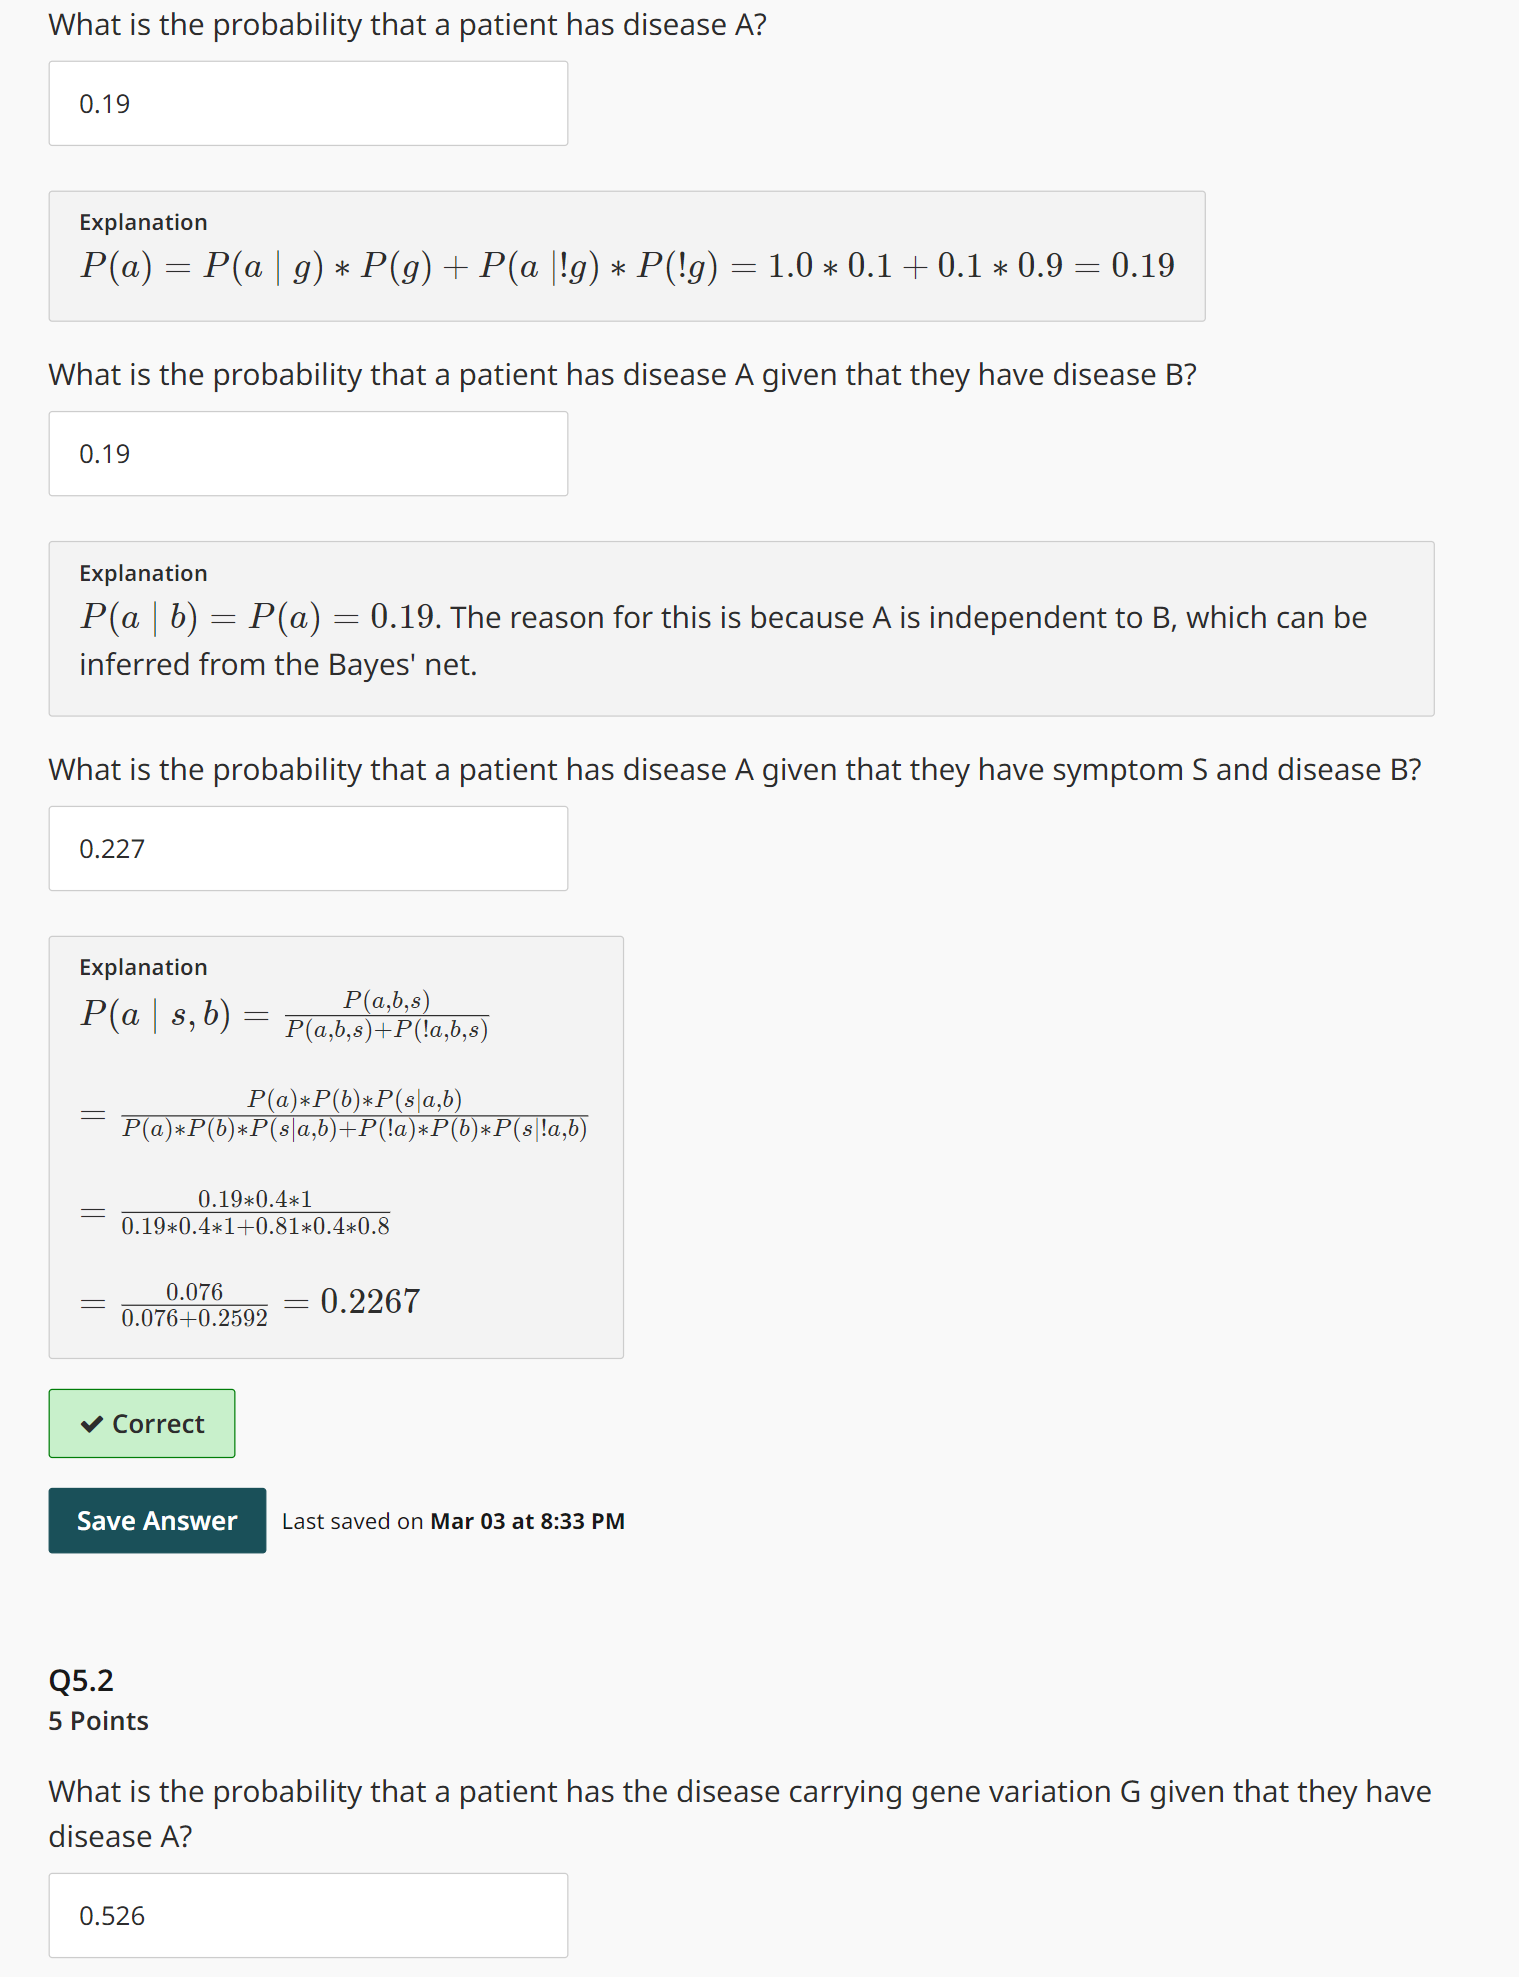 What is the probability that a patient has disease A?
0.19
Explanation
P(a) = P(a | g) ∗ P(g) + P(a |!g) ∗ P(!g) = 1.0 ∗ 0.1 + 0.1 ∗ 0.9 = 0.19
What is the probability that a patient has disease A given that they have disease B?
0.19
Explanation
P(a | b) = P(a) = 0.19. The reason for this is because A is independent to B, which can be
inferred from the Bayes' net.
What is the probability that a patient has disease A given that they have symptom S and disease B?
0.227
Explanation
P(a | s, b) = \frac{P(a,b,s)}{P(a,b,s)+P(!a,b,s)}
= \frac{P(a)∗P(b)∗P(s|a,b)}{P(a)∗P(b)∗P(s|a,b)+P(!a)∗P(b)∗P(s|!a,b)}
= \frac{0.19∗0.4∗1}{0.19∗0.4∗1+0.81∗0.4∗0.8}
= \frac{0.076}{0.076+0.2592} = 0.2267
✔ Correct
Save Answer Last saved on Mar 03 at 8:33 PM
Q5.2
5 Points
What is the probability that a patient has the disease carrying gene variation G given that they have
disease A?
0.526